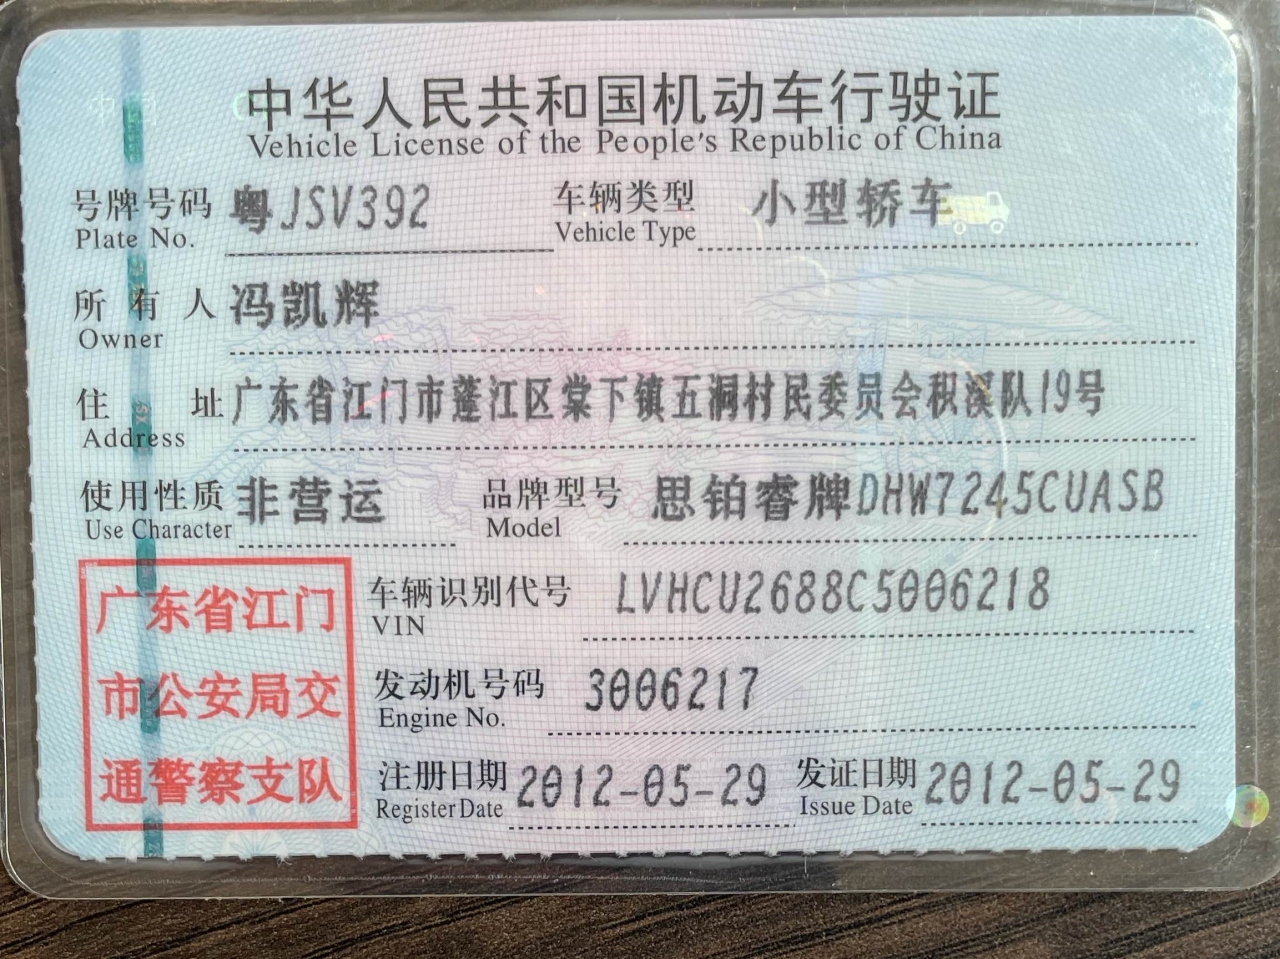 中华人民共和国机动车行驶证
Vehicle License of the People's Republic of China
号牌号码 粤JSV392 车辆类型 小型轿车
Plate No. Vehicle Type
所有人 冯凯辉
Owner
住址 广东省江门市蓬江区棠下镇五洞村民委员会积溪队19号
Address
使用性质 非营运 品牌型号 思铂睿牌DHW7245CUASB
Use Character Model
车辆识别代号 LVHCU2688C5006218
VIN
发动机号码 3006217
Engine No.
注册日期 2012-05-29 发证日期 2012-05-29
Register Date Issue Date
广东省江门
市公安局交
通警察支队